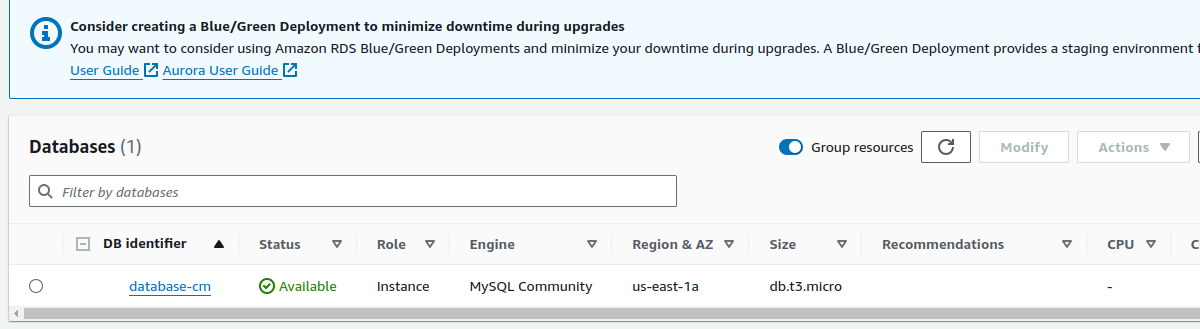 Consider creating a Blue/Green Deployment to minimize downtime during upgrades
You may want to consider using Amazon RDS Blue/Green Deployments and minimize your downtime during upgrades. A Blue/Green Deployment provides a staging environment
User Guide Aurora User Guide
Databases (1) Group resources Modify Actions
Filter by databases
DB identifier Status Role Engine Region & AZ Size Recommendations CPU
database-cm Available Instance MySQL Community us-east-1a db.t3.micro -